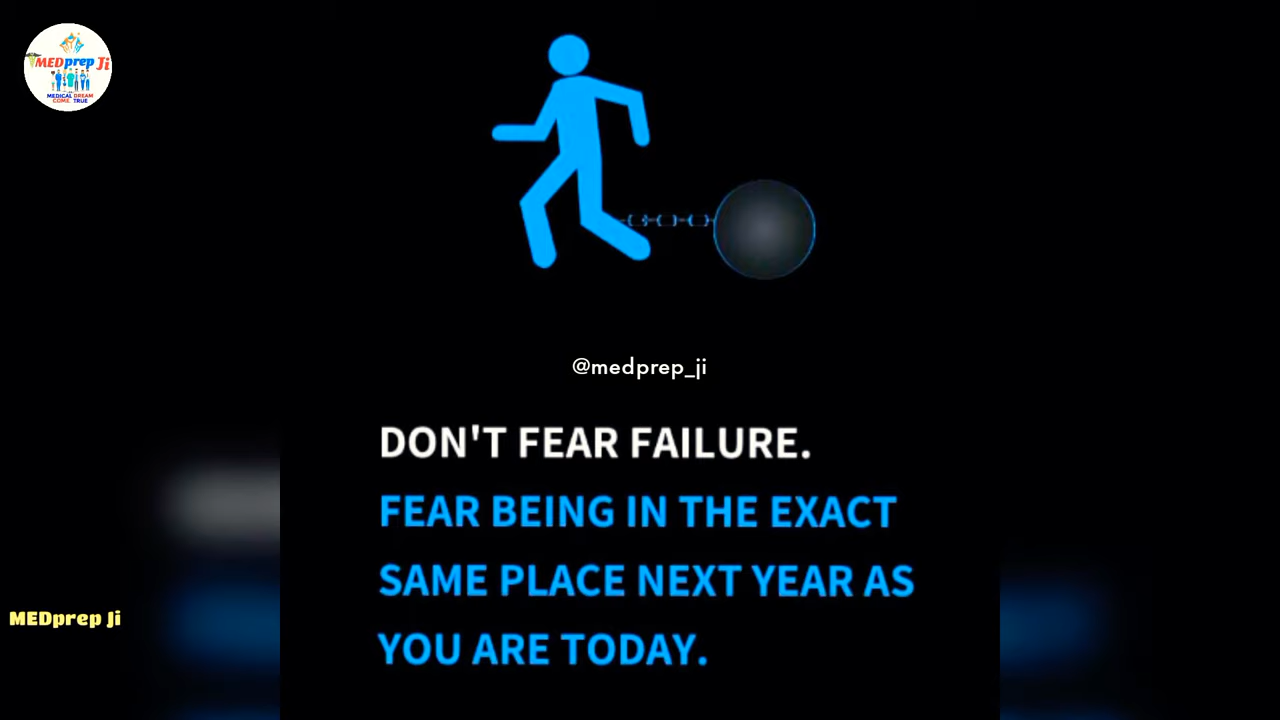 MEDprep Ji
MEDICAL DREAM
COME TRUE
@medprep_ji
DON'T FEAR FAILURE.
FEAR BEING IN THE EXACT
SAME PLACE NEXT YEAR AS
YOU ARE TODAY.
MEDprep Ji